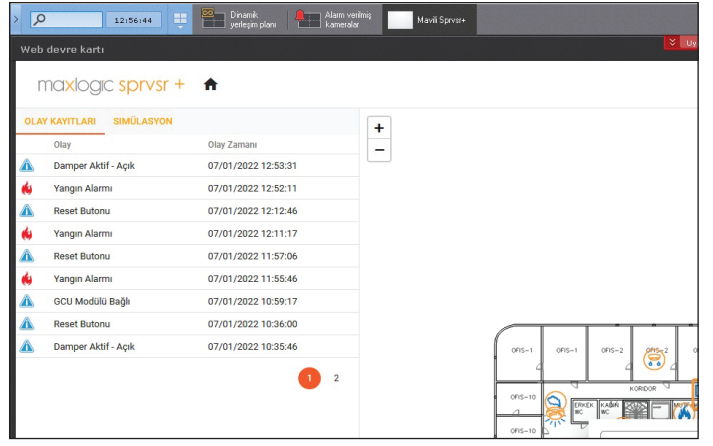 12:56:44
Dinamik
yerleşim planı
Alarm verilmiş
kameralar
Mavili Sprvsr+
Web devre kartı
Uy
maxlogic sprvsr +
OLAY KAYITLARI SIMÜLASYON
Olay Olay Zamanı
Damper Aktif - Açık 07/01/2022 12:53:31
Yangın Alarmı 07/01/2022 12:52:11
Reset Butonu 07/01/2022 12:12:46
Yangın Alarmı 07/01/2022 12:11:17
Reset Butonu 07/01/2022 11:57:06
Yangın Alarmı 07/01/2022 11:55:46
GCU Modülü Bağlı 07/01/2022 10:59:17
Reset Butonu 07/01/2022 10:36:00
Damper Aktif - Açık 07/01/2022 10:35:46
1 2
+
−
OFIS-1 OFIS-1 OFIS-2 OFIS-2
KORIDOR
OFIS-10
ERKEK WC KADIN WC
OFIS-10